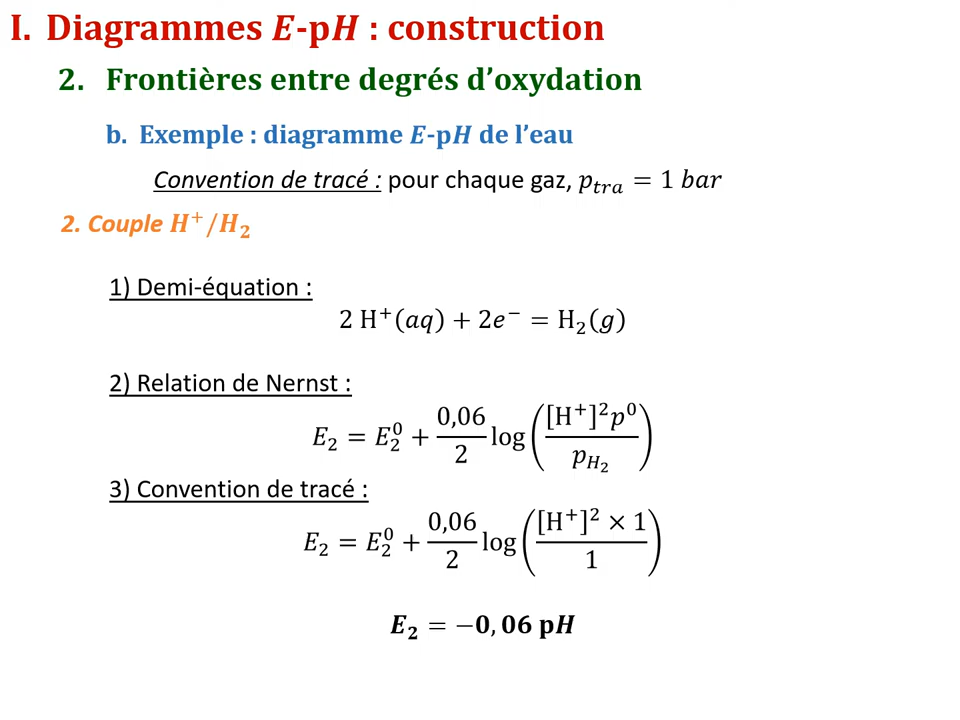 I. Diagrammes E-pH : construction
2. Frontières entre degrés d’oxydation
b. Exemple : diagramme E-pH de l’eau
Convention de tracé : pour chaque gaz, p_tra = 1 bar
2. Couple H⁺/H₂
1) Demi-équation :
2 H⁺(aq) + 2e⁻ = H₂(g)
2) Relation de Nernst :
E₂ = E₂⁰ + 0,06/2 log([H⁺]²p⁰/p_H₂)
3) Convention de tracé :
E₂ = E₂⁰ + 0,06/2 log([H⁺]² × 1/1)
E₂ = −0,06 pH